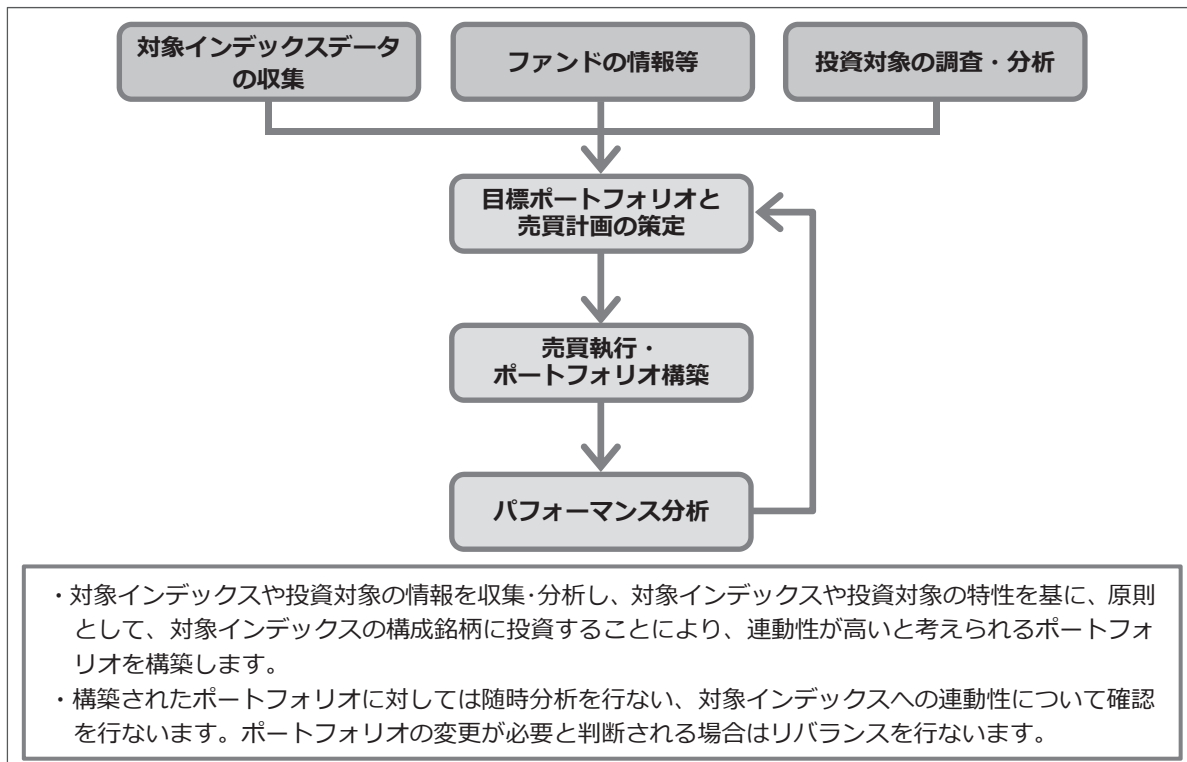 対象インデックスデータ
の収集
ファンドの情報等
投資対象の調査・分析
目標ポートフォリオと
売買計画の策定
売買執行・
ポートフォリオ構築
パフォーマンス分析
・対象インデックスや投資対象の情報を収集･分析し、対象インデックスや投資対象の特性を基に、原則
として、対象インデックスの構成銘柄に投資することにより、連動性が高いと考えられるポートフォ
リオを構築します。
・構築されたポートフォリオに対しては随時分析を行ない、対象インデックスへの連動性について確認
を行ないます。ポートフォリオの変更が必要と判断される場合はリバランスを行ないます。